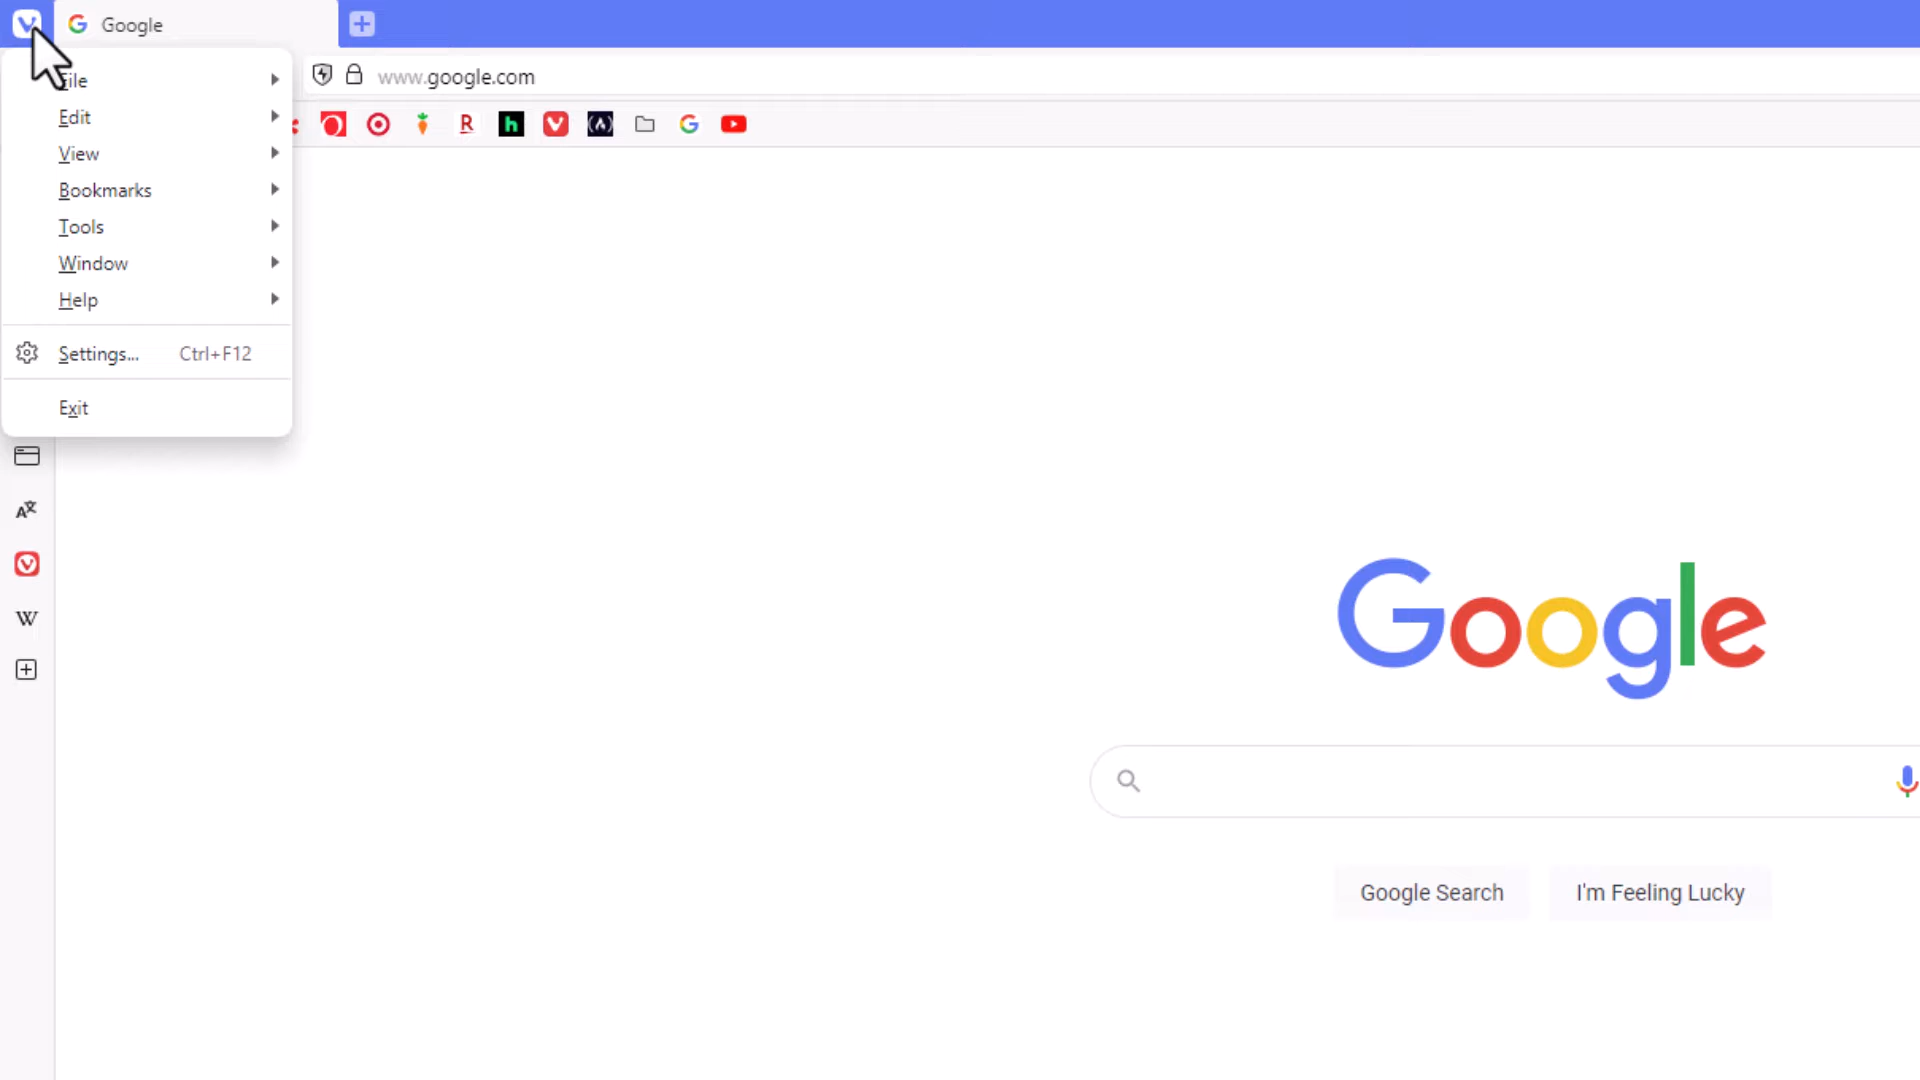 Google
File
www.google.com
Edit
View
Bookmarks
Tools
Window
Help
Settings... Ctrl+F12
Exit
Google
Google Search I'm Feeling Lucky